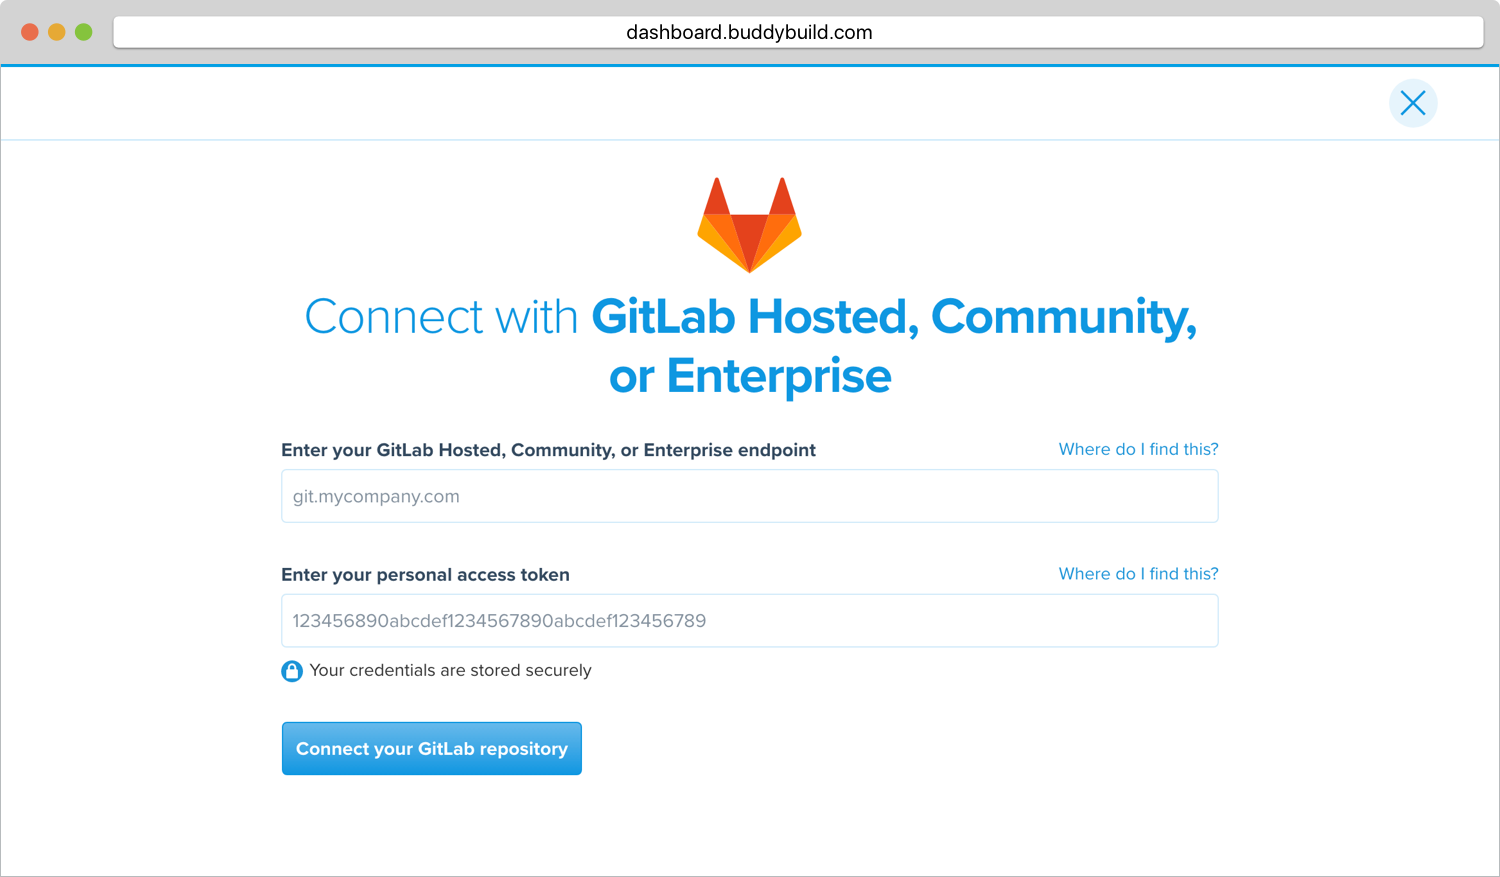 dashboard.buddybuild.com
Connect with GitLab Hosted, Community,
or Enterprise
Enter your GitLab Hosted, Community, or Enterprise endpoint
Where do I find this?
git.mycompany.com
Enter your personal access token
Where do I find this?
123456890abcdef1234567890abcdef123456789
Your credentials are stored securely
Connect your GitLab repository